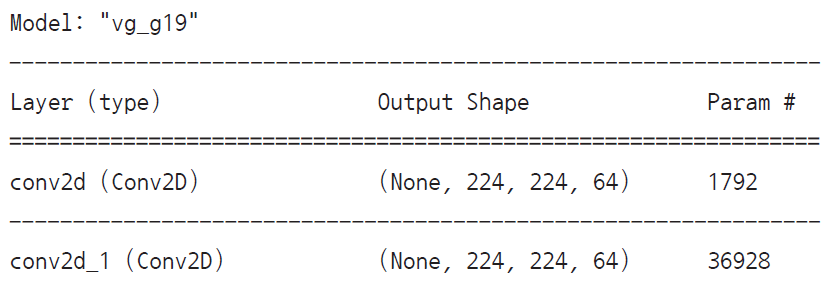 Model: "vg_g19"
_________________________________________________________________
Layer (type)                 Output Shape              Param #
=================================================================
conv2d (Conv2D)              (None, 224, 224, 64)      1792
_________________________________________________________________
conv2d_1 (Conv2D)            (None, 224, 224, 64)      36928